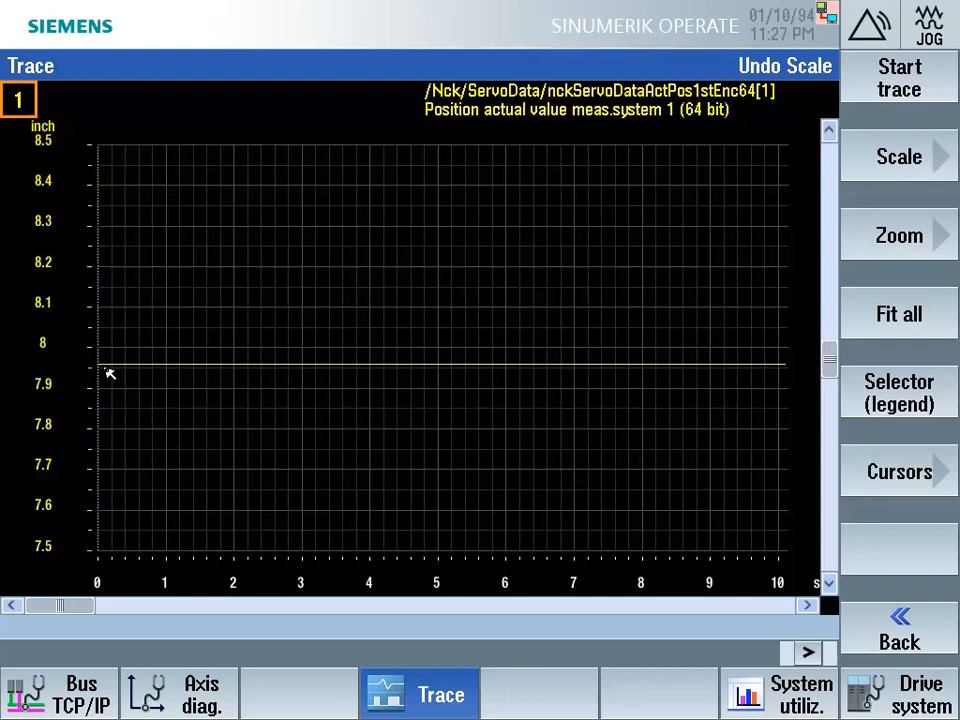 SIEMENS
SINUMERIK OPERATE
01/10/94
11:27 PM
JOG
Trace
Undo Scale
1
/Nck/ServoData/nckServoDataActPos1stEnc64[1]
Position actual value meas.system 1 (64 bit)
inch
8.5
8.4
8.3
8.2
8.1
8
7.9
7.8
7.7
7.6
7.5
0 1 2 3 4 5 6 7 8 9 10 s
Start
trace
Scale
Zoom
Fit all
Selector
(legend)
Cursors
Back
>
Bus
TCP/IP
Axis
diag.
Trace
System
utiliz.
Drive
system